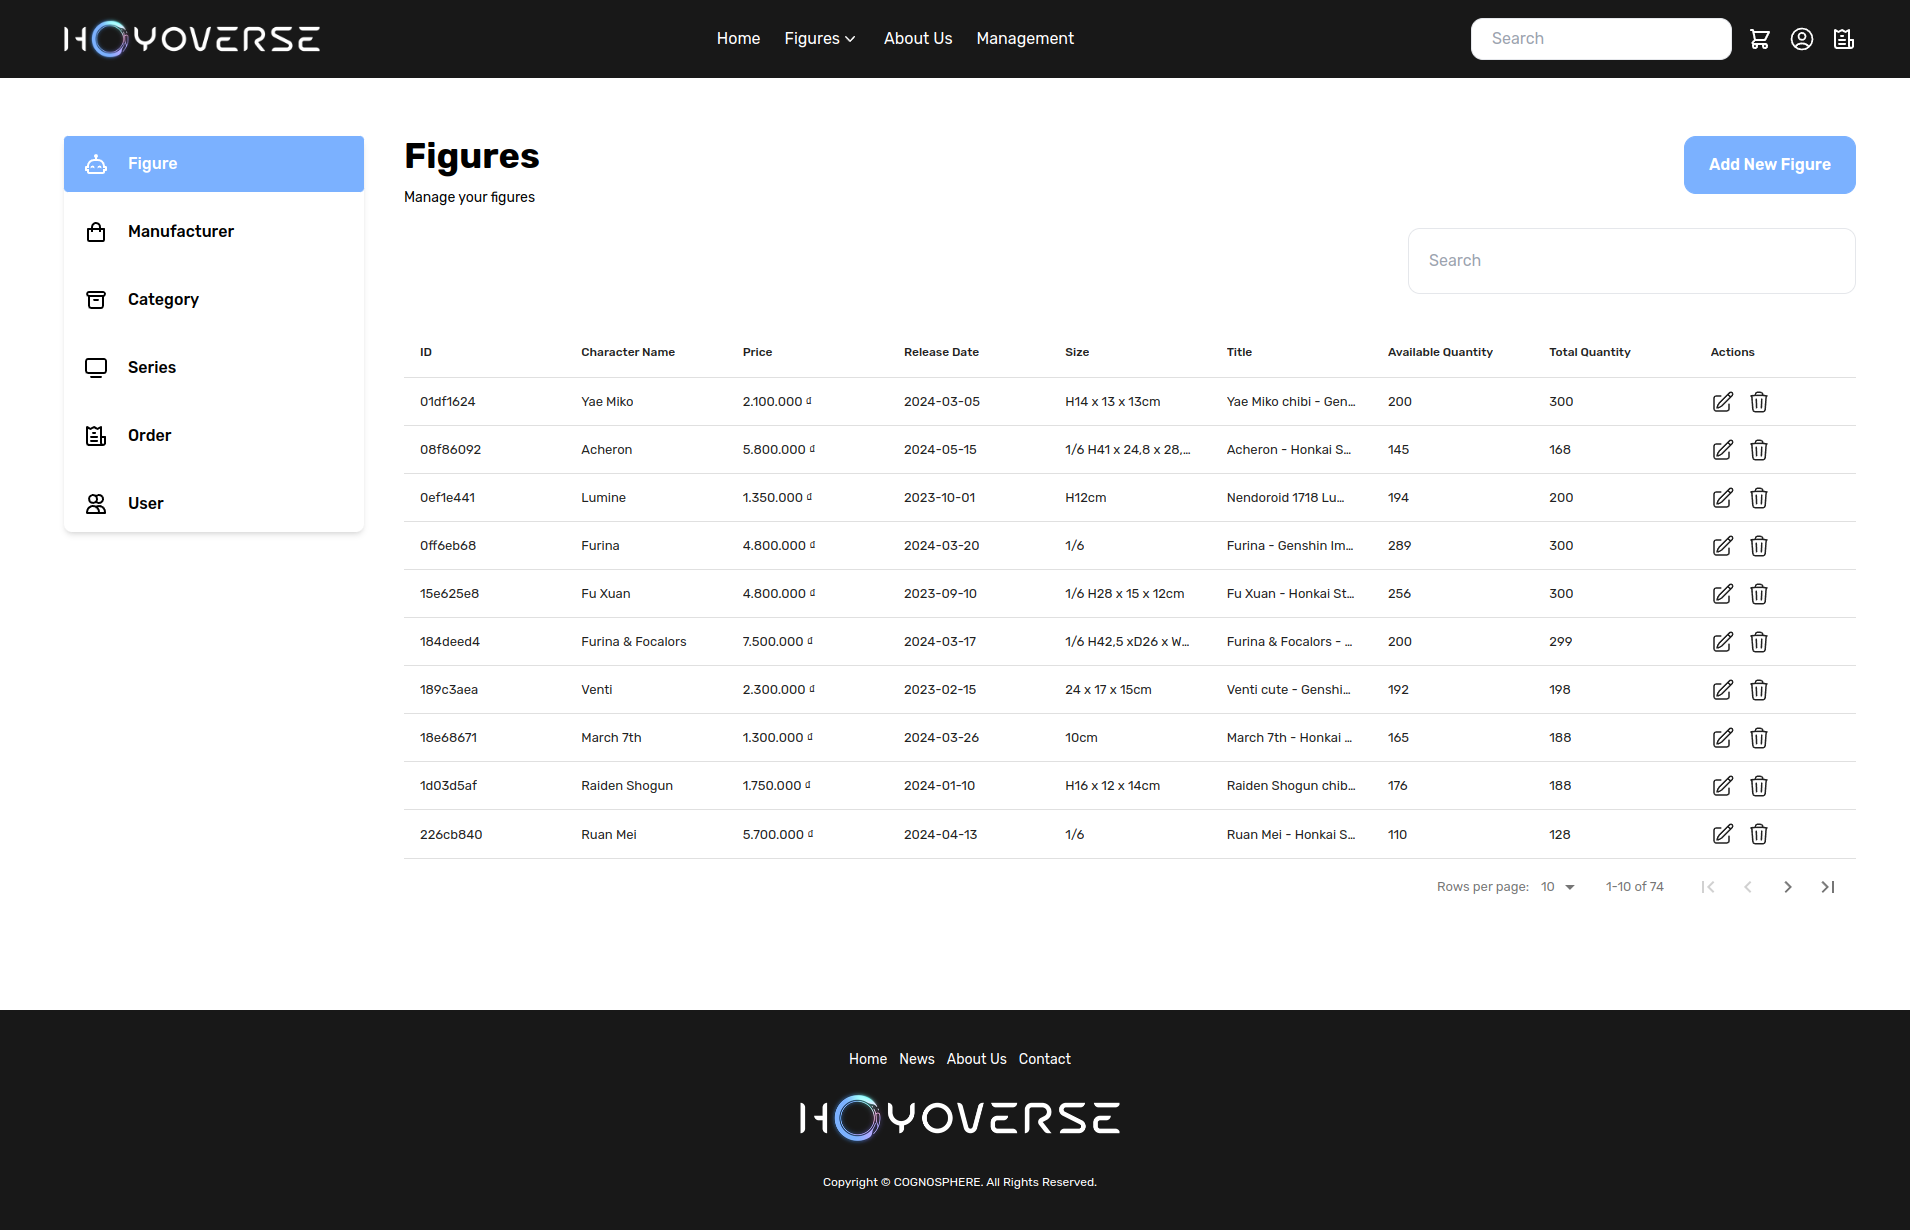 HOYOVERSE Home Figures About Us Management Search
Figure
Manufacturer
Category
Series
Order
User
Figures
Manage your figures
Add New Figure
Search
ID Character Name Price Release Date Size Title Available Quantity Total Quantity Actions
01df1624 Yae Miko 2.100.000 ₫ 2024-03-05 H14 x 13 x 13cm Yae Miko chibi - Gen… 200 300
08f86092 Acheron 5.800.000 ₫ 2024-05-15 1/6 H41 x 24,8 x 28,… Acheron - Honkai S… 145 168
0ef1e441 Lumine 1.350.000 ₫ 2023-10-01 H12cm Nendoroid 1718 Lu… 194 200
0ff6eb68 Furina 4.800.000 ₫ 2024-03-20 1/6 Furina - Genshin Im… 289 300
15e625e8 Fu Xuan 4.800.000 ₫ 2023-09-10 1/6 H28 x 15 x 12cm Fu Xuan - Honkai St… 256 300
184deed4 Furina & Focalors 7.500.000 ₫ 2024-03-17 1/6 H42,5 xD26 x W… Furina & Focalors - … 200 299
189c3aea Venti 2.300.000 ₫ 2023-02-15 24 x 17 x 15cm Venti cute - Genshi… 192 198
18e68671 March 7th 1.300.000 ₫ 2024-03-26 10cm March 7th - Honkai … 165 188
1d03d5af Raiden Shogun 1.750.000 ₫ 2024-01-10 H16 x 12 x 14cm Raiden Shogun chib… 176 188
226cb840 Ruan Mei 5.700.000 ₫ 2024-04-13 1/6 Ruan Mei - Honkai S… 110 128
Rows per page: 10 1-10 of 74
Home News About Us Contact
HOYOVERSE
Copyright © COGNOSPHERE. All Rights Reserved.